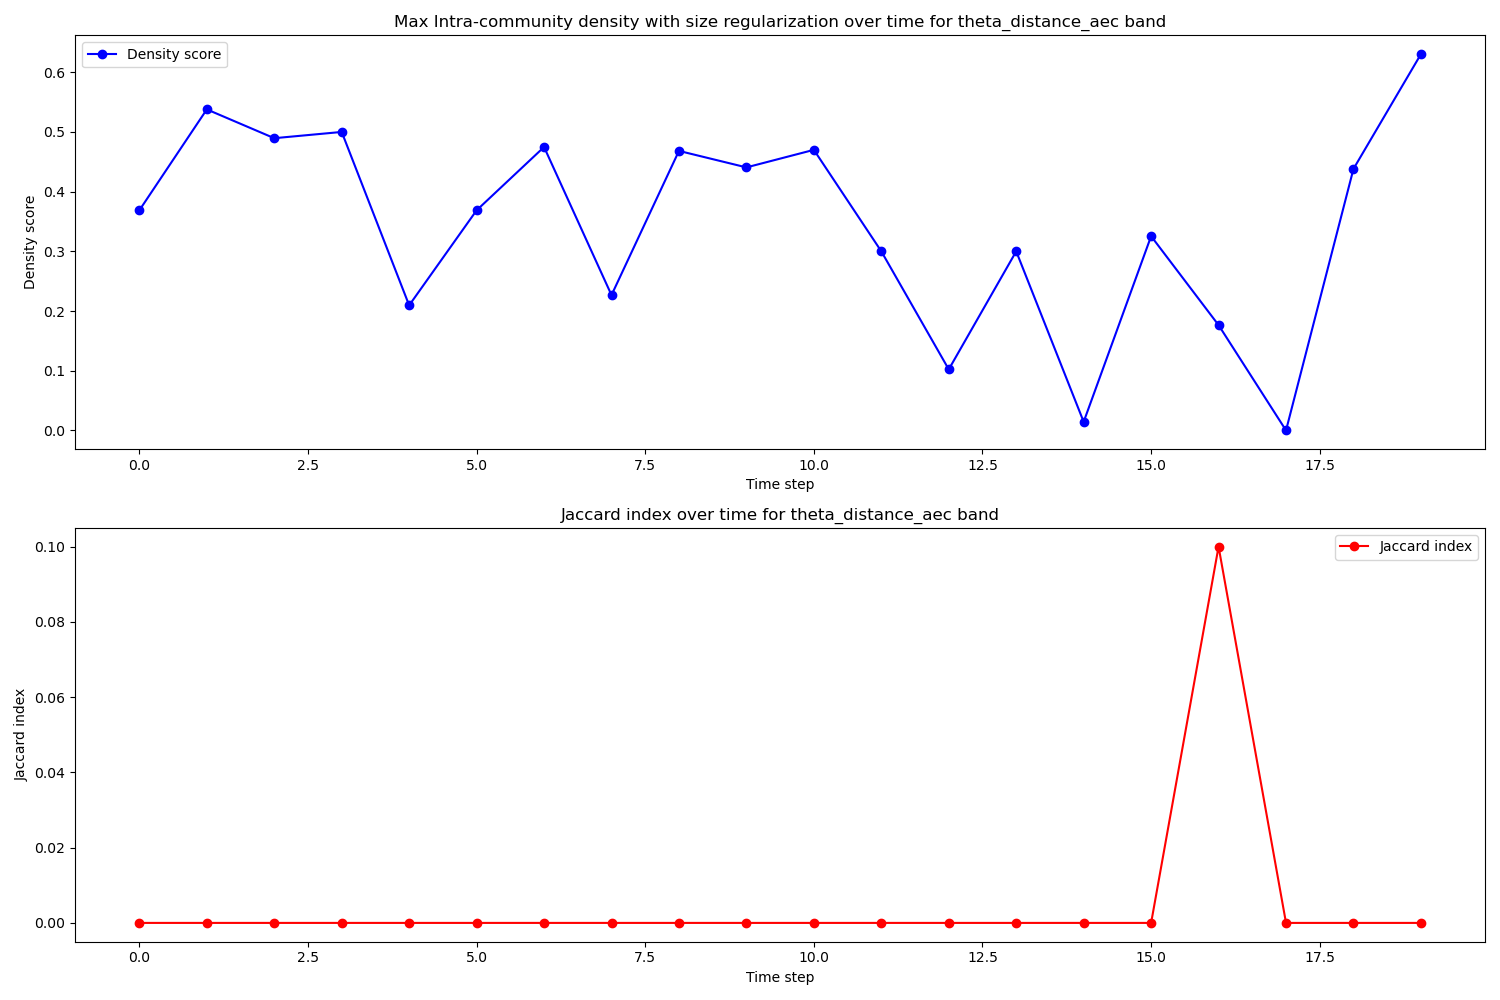 Max Intra-community density with size regularization over time for theta_distance_aec band
Density score
0.6
0.5
0.4
0.3
0.2
0.1
0.0
Density score
0.0 2.5 5.0 7.5 10.0 12.5 15.0 17.5
Time step
Jaccard index over time for theta_distance_aec band
Jaccard index
0.10
0.08
0.06
0.04
0.02
0.00
Jaccard index
0.0 2.5 5.0 7.5 10.0 12.5 15.0 17.5
Time step